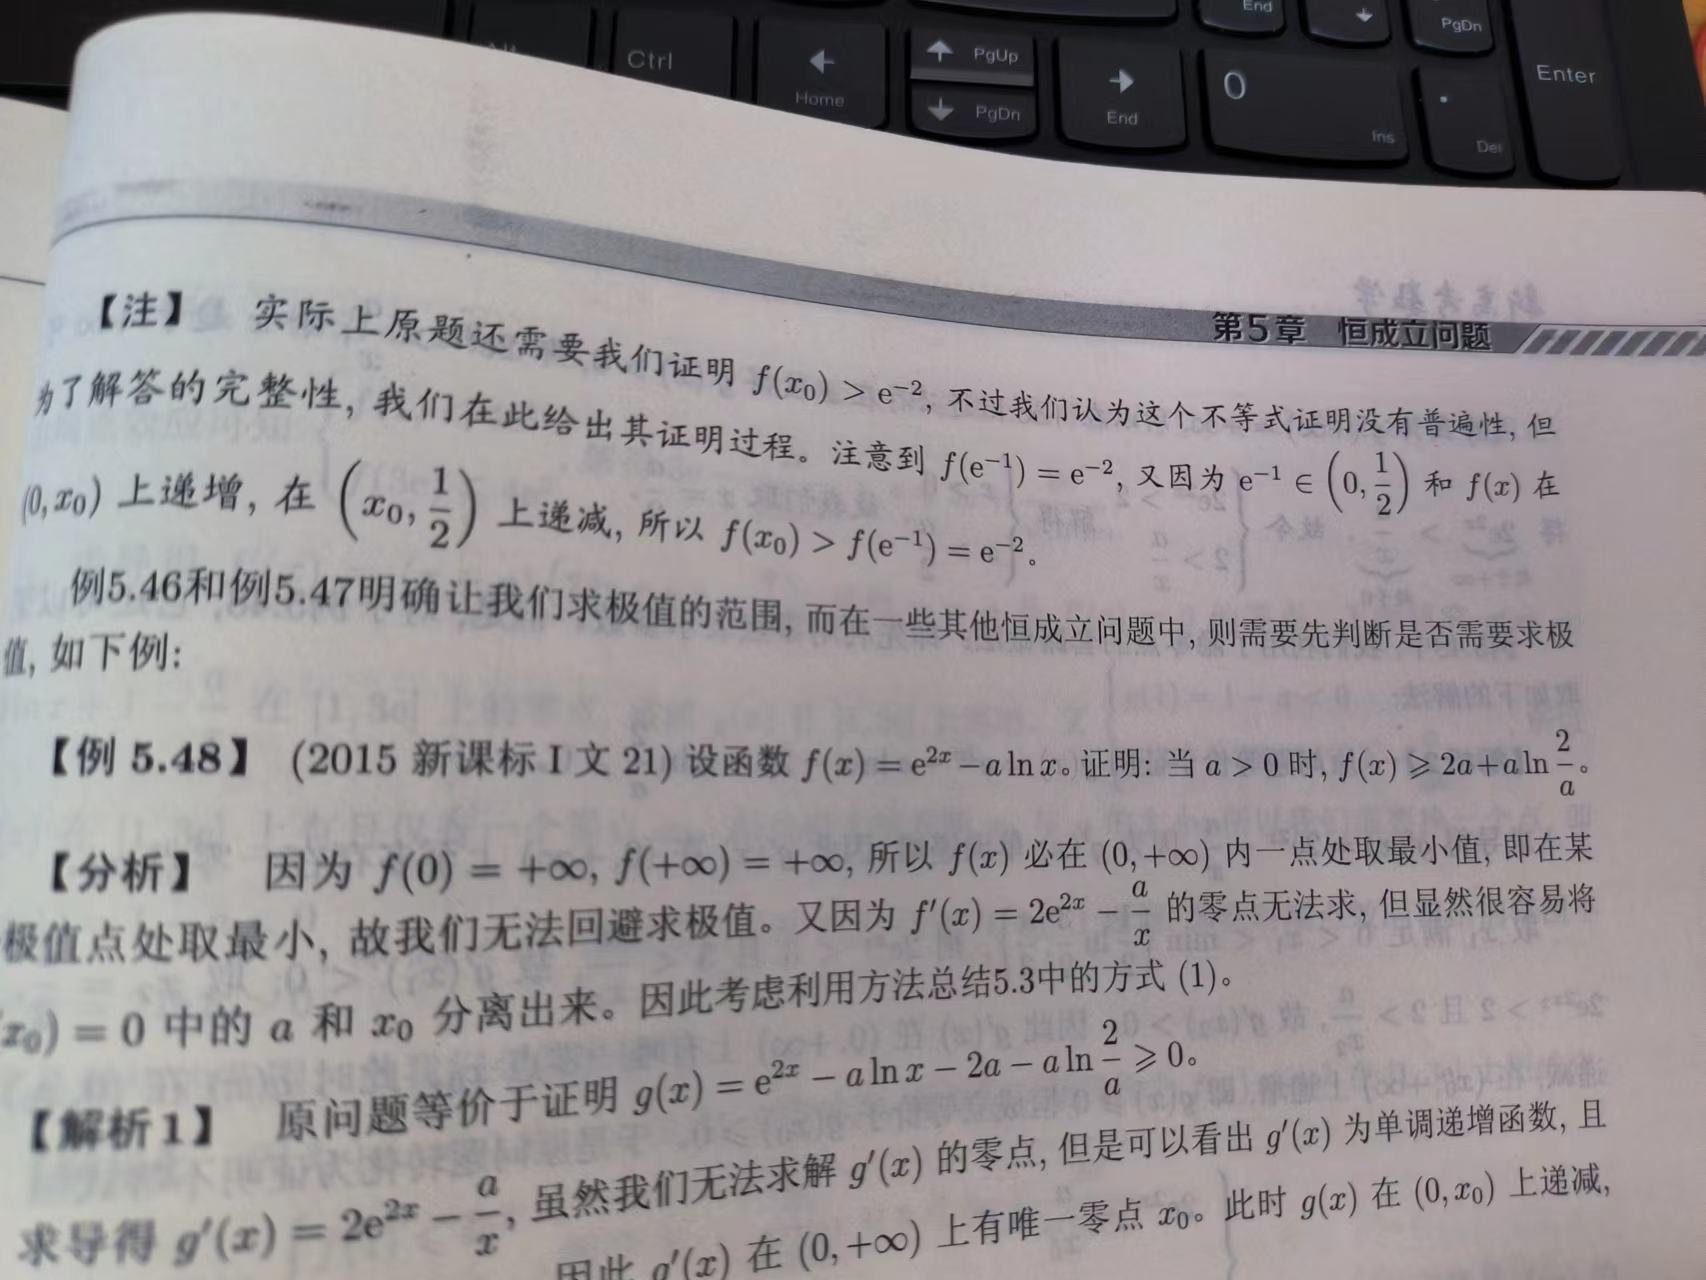 Alt
Ctrl
Home
PgUp
PgDn
End
End
PgDn
0
Ins
.
Del
Enter
第5章 恒成立问题
【注】 实际上原题还需要我们证明 f(x₀) > e⁻², 不过我们认为这个不等式证明没有普遍性, 但
为了解答的完整性, 我们在此给出其证明过程。注意到 f(e⁻¹) = e⁻², 又因为 e⁻¹ ∈ (0, 1/2) 和 f(x) 在
(0, x₀) 上递增, 在 (x₀, 1/2) 上递减, 所以 f(x₀) > f(e⁻¹) = e⁻²。
例5.46和例5.47明确让我们求极值的范围, 而在一些其他恒成立问题中, 则需要先判断是否需要求极
值, 如下例:
【例 5.48】 (2015 新课标 I 文 21) 设函数 f(x) = e²ˣ − a ln x。证明: 当 a > 0 时, f(x) ⩾ 2a + a ln 2/a。
【分析】 因为 f(0) = +∞, f(+∞) = +∞, 所以 f(x) 必在 (0, +∞) 内一点处取最小值, 即在某
极值点处取最小, 故我们无法回避求极值。又因为 f′(x) = 2e²ˣ − a/x 的零点无法求, 但显然很容易将
x₀) = 0 中的 a 和 x₀ 分离出来。因此考虑利用方法总结5.3中的方式 (1)。
【解析1】 原问题等价于证明 g(x) = e²ˣ − a ln x − 2a − a ln 2/a ⩾ 0。
求导得 g′(x) = 2e²ˣ − a/x, 虽然我们无法求解 g′(x) 的零点, 但是可以看出 g′(x) 为单调递增函数, 且
因此 g′(x) 在 (0, +∞) 上有唯一零点 x₀。此时 g(x) 在 (0, x₀) 上递减,